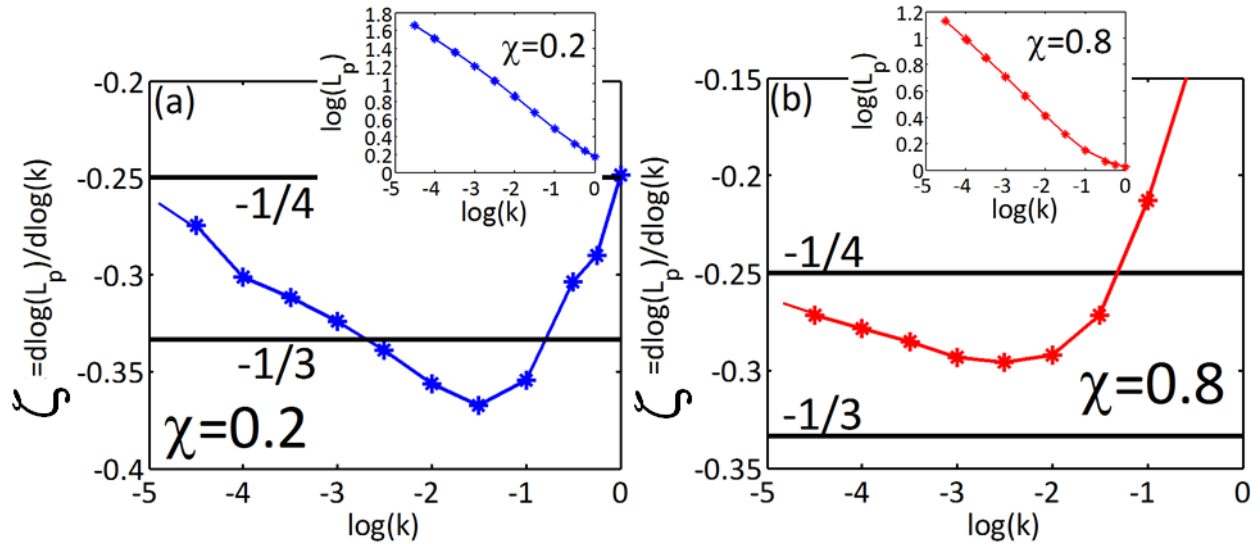 (a)
ζ=dlog(L_p)/dlog(k)
-0.2
-0.25
-0.3
-0.35
-0.4
-1/4
-1/3
χ=0.2
-5 -4 -3 -2 -1 0
log(k)
log(L_p)
1.8
1.6
1.4
1.2
1
0.8
0.6
0.4
0.2
0
χ=0.2
-5 -4 -3 -2 -1 0
log(k)
(b)
ζ=dlog(L_p)/dlog(k)
-0.15
-0.2
-0.25
-0.3
-0.35
-1/4
-1/3
χ=0.8
-5 -4 -3 -2 -1 0
log(k)
log(L_p)
1.2
1
0.8
0.6
0.4
0.2
0
χ=0.8
-5 -4 -3 -2 -1 0
log(k)